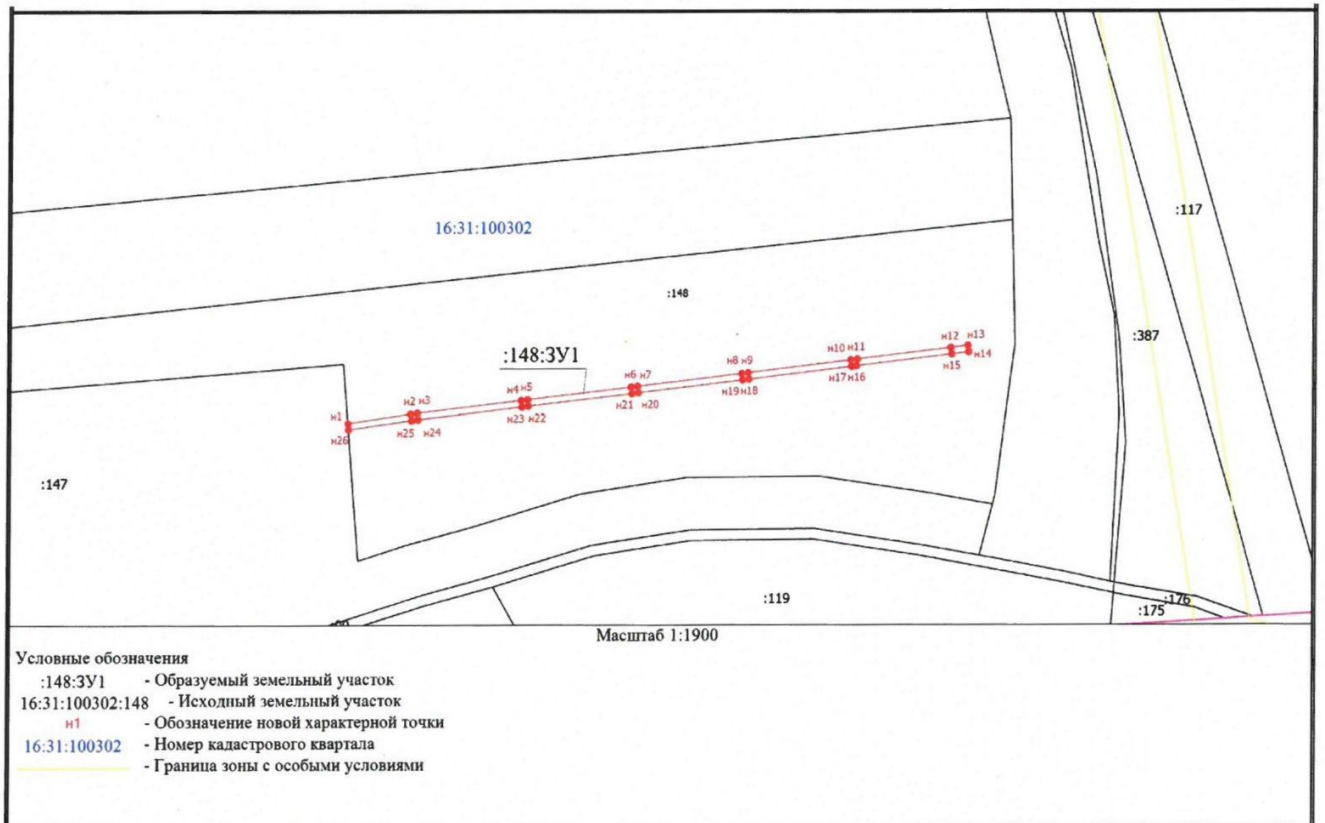 :117
16:31:100302
:148
:387
:148:ЗУ1
н12 н13
н10 н11
н14
н15
н8 н9
н17 н16
н6 н7
н19 н18
н4 н5
н21 н20
н2 н3
н23 н22
н1
н25 н24
н26
:147
:119
:176
:175
Масштаб 1:1900
Условные обозначения
:148:ЗУ1 - Образуемый земельный участок
16:31:100302:148 - Исходный земельный участок
н1 - Обозначение новой характерной точки
16:31:100302 - Номер кадастрового квартала
- Граница зоны с особыми условиями